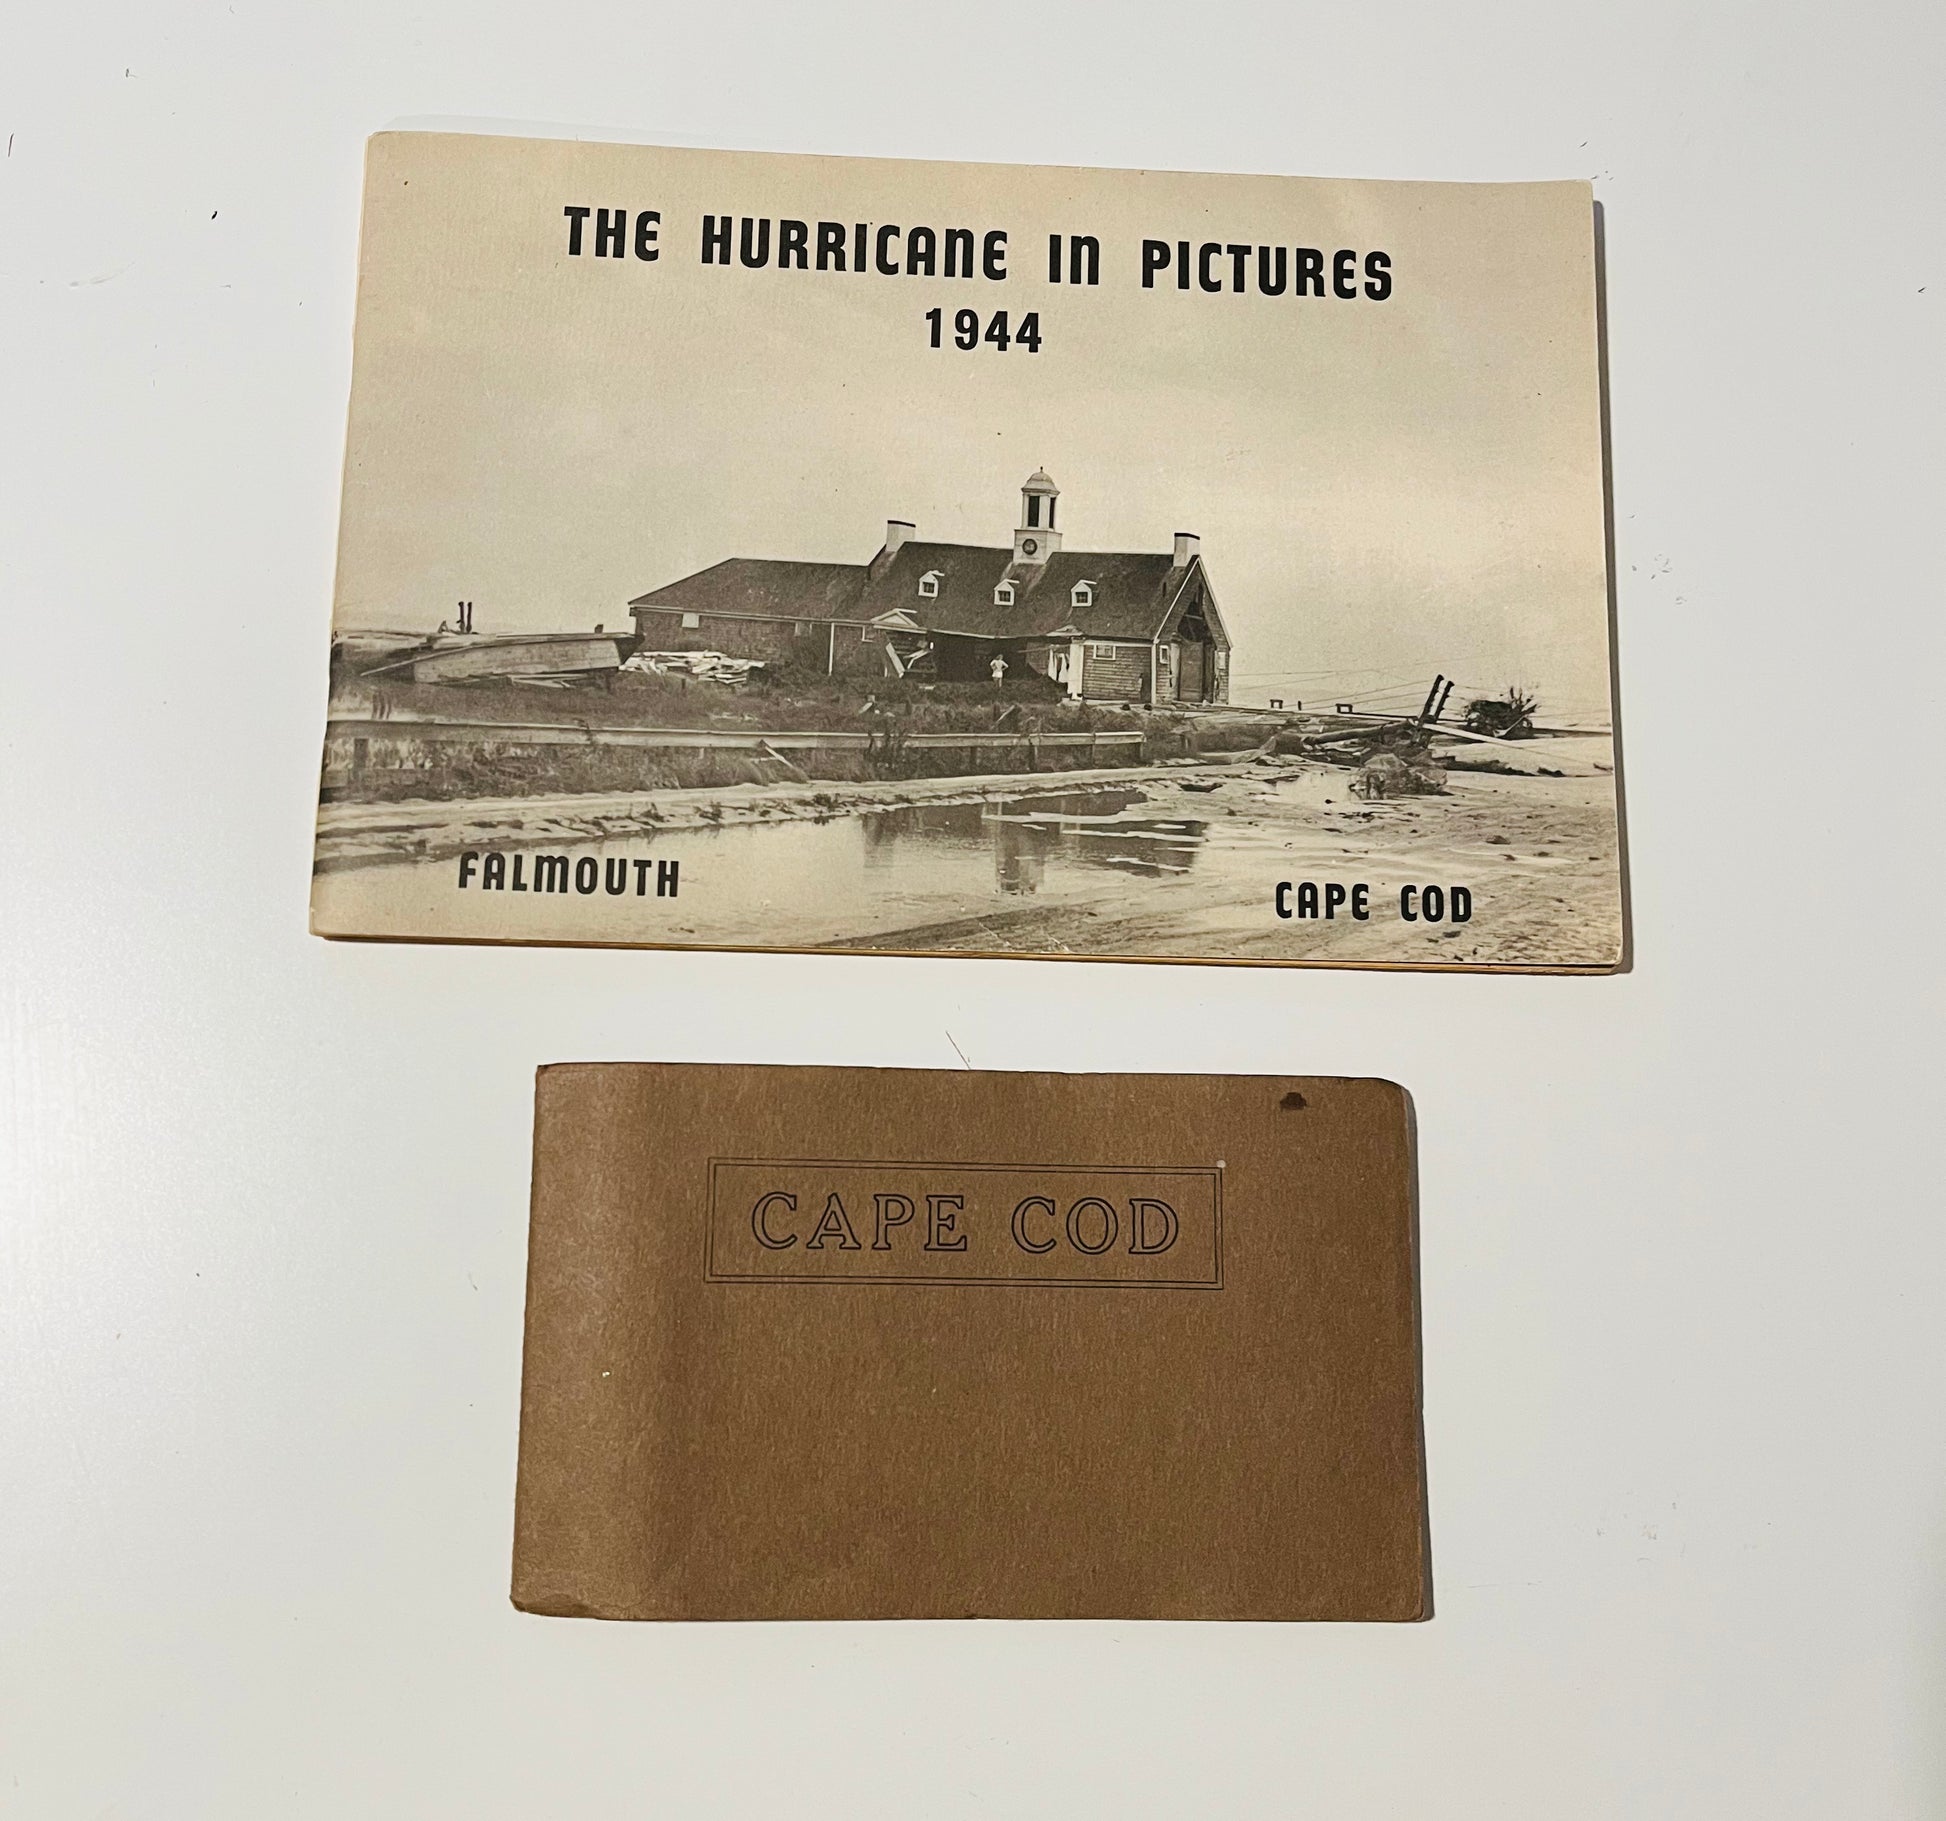 THE HURRICANE IN PICTURES
1944
FALMOUTH
CAPE COD
CAPE COD